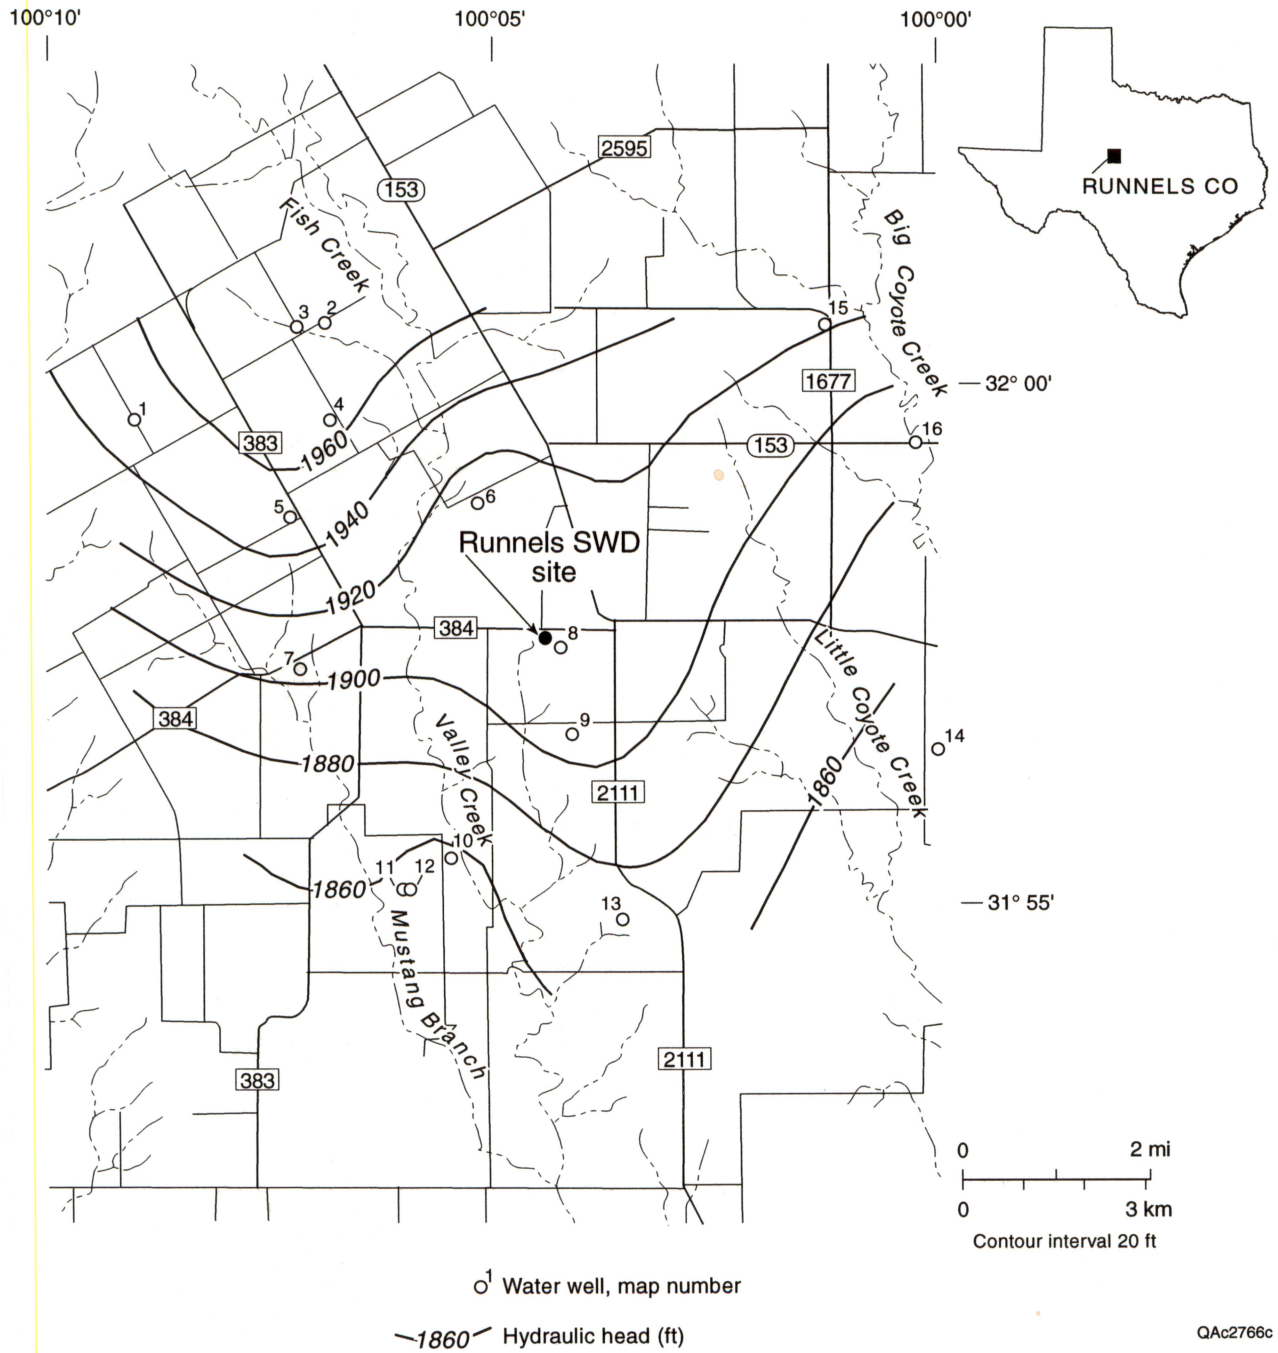 100°10'
100°05'
100°00'
2595
153
RUNNELS CO
Fish Creek
Big Coyote Creek
3
2
15
1677
32° 00'
1
4
383
1960
153
16
6
5
1940
Runnels SWD
site
1920
384
8
Little Coyote Creek
7
1900
384
9
14
Valley Creek
1880
2111
1860
10
11
12
1860
13
31° 55'
Mustang Branch
2111
383
0
2 mi
0
3 km
Contour interval 20 ft
1 Water well, map number
1860 Hydraulic head (ft)
QAc2766c